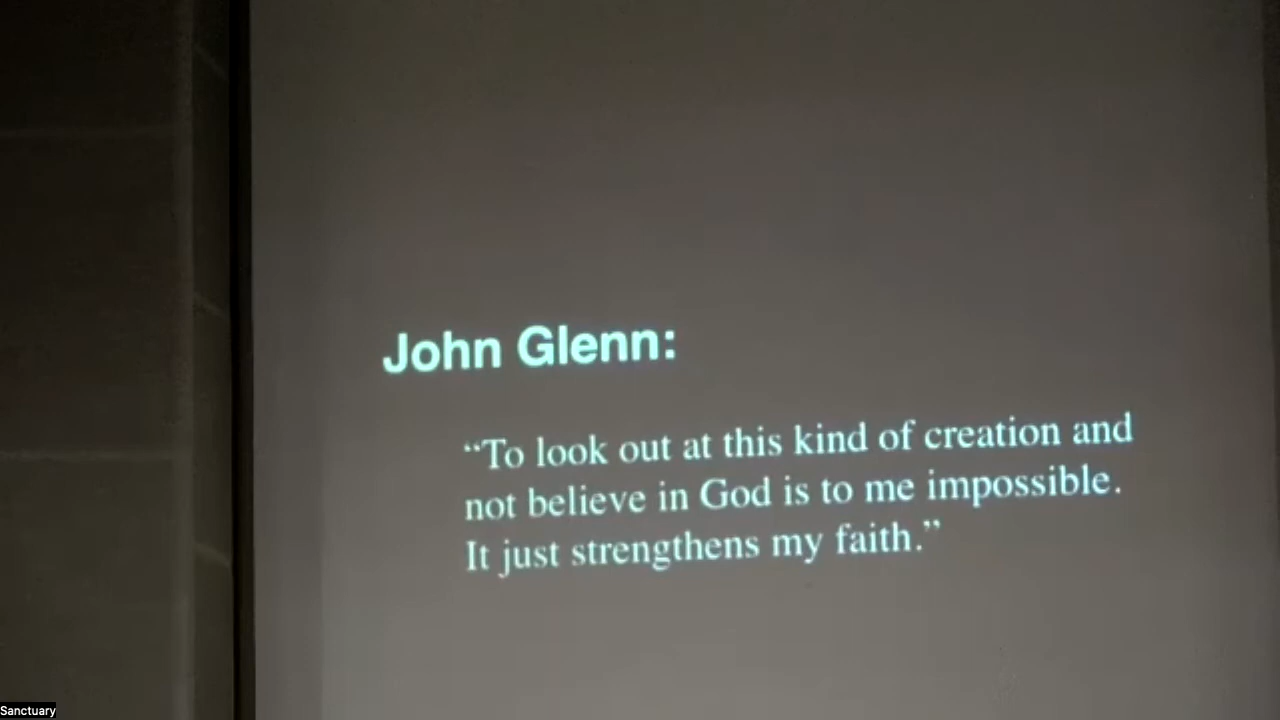 John Glenn:
“To look out at this kind of creation and
not believe in God is to me impossible.
It just strengthens my faith.”
Sanctuary